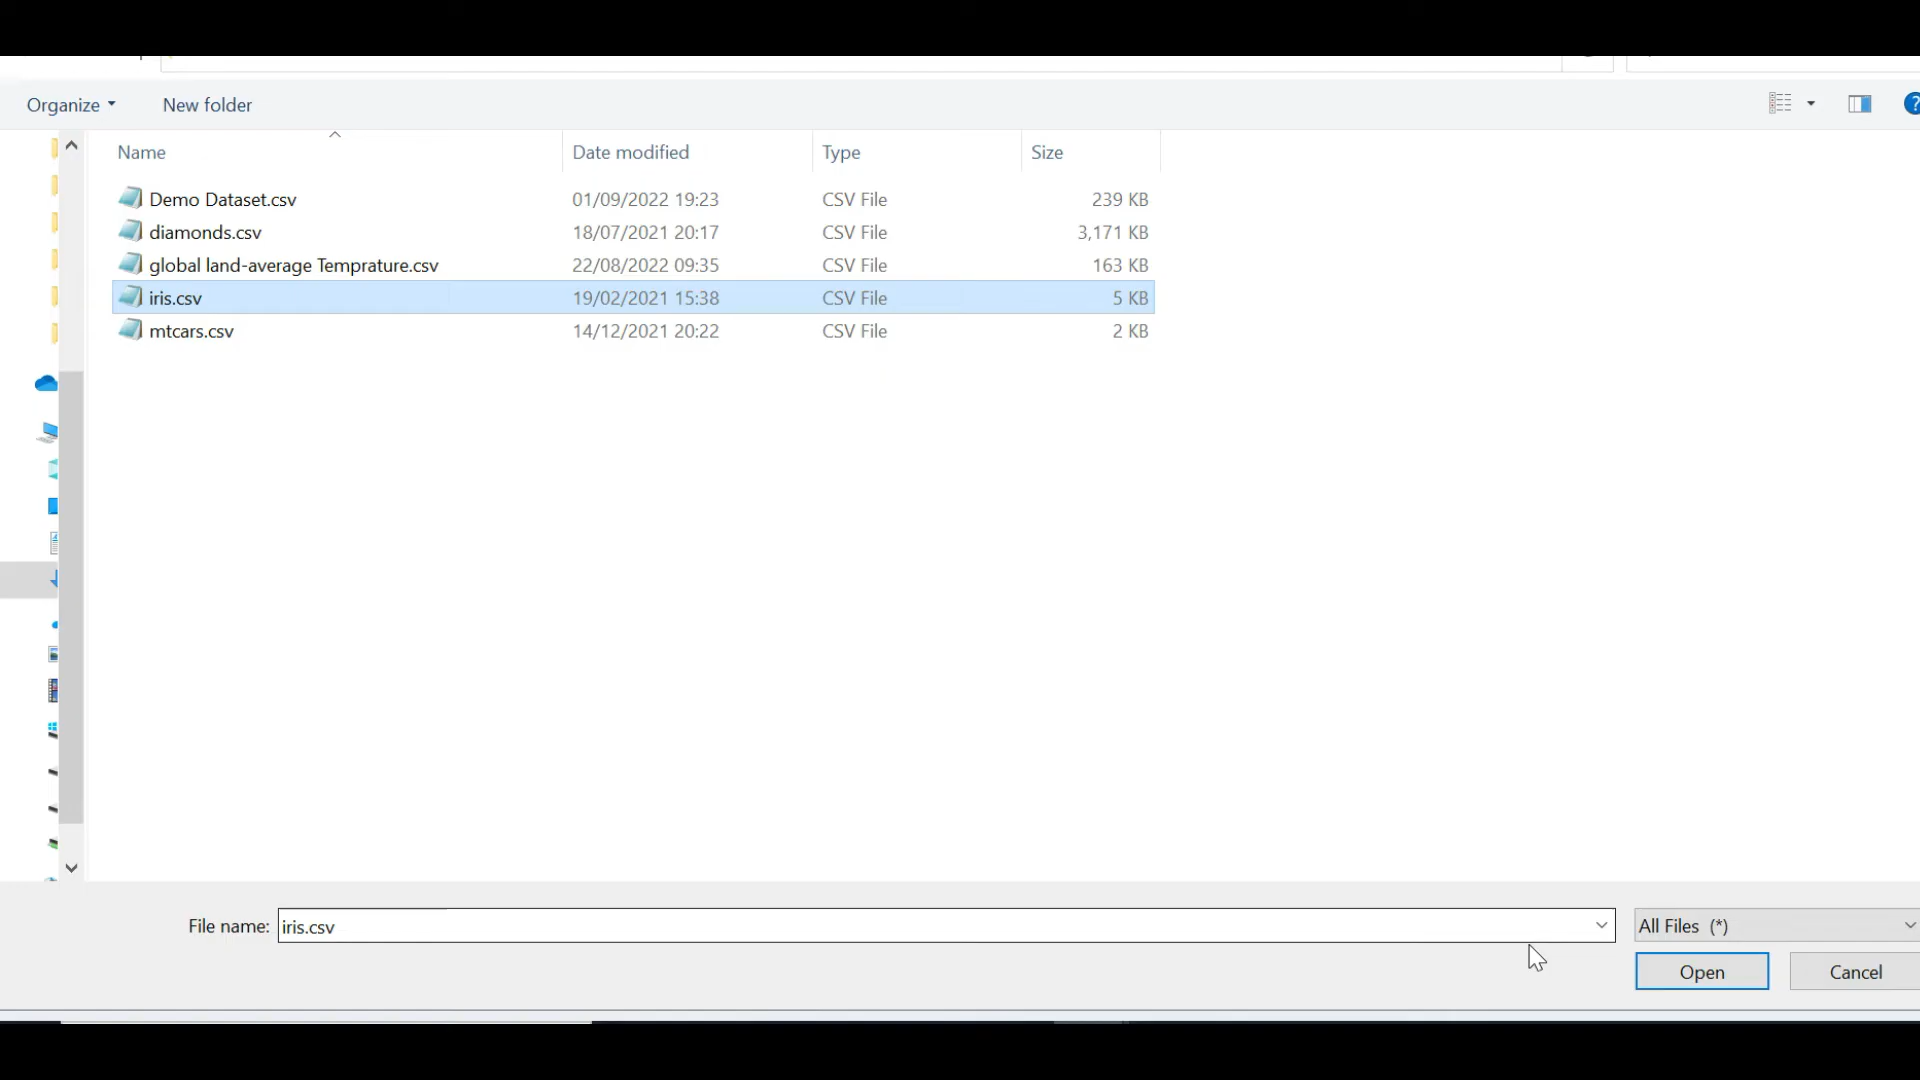 Organize New folder ?
Name Date modified Type Size
Demo Dataset.csv 01/09/2022 19:23 CSV File 239 KB
diamonds.csv 18/07/2021 20:17 CSV File 3,171 KB
global land-average Temprature.csv 22/08/2022 09:35 CSV File 163 KB
iris.csv 19/02/2021 15:38 CSV File 5 KB
mtcars.csv 14/12/2021 20:22 CSV File 2 KB
File name: iris.csv All Files (*)
Open Cancel